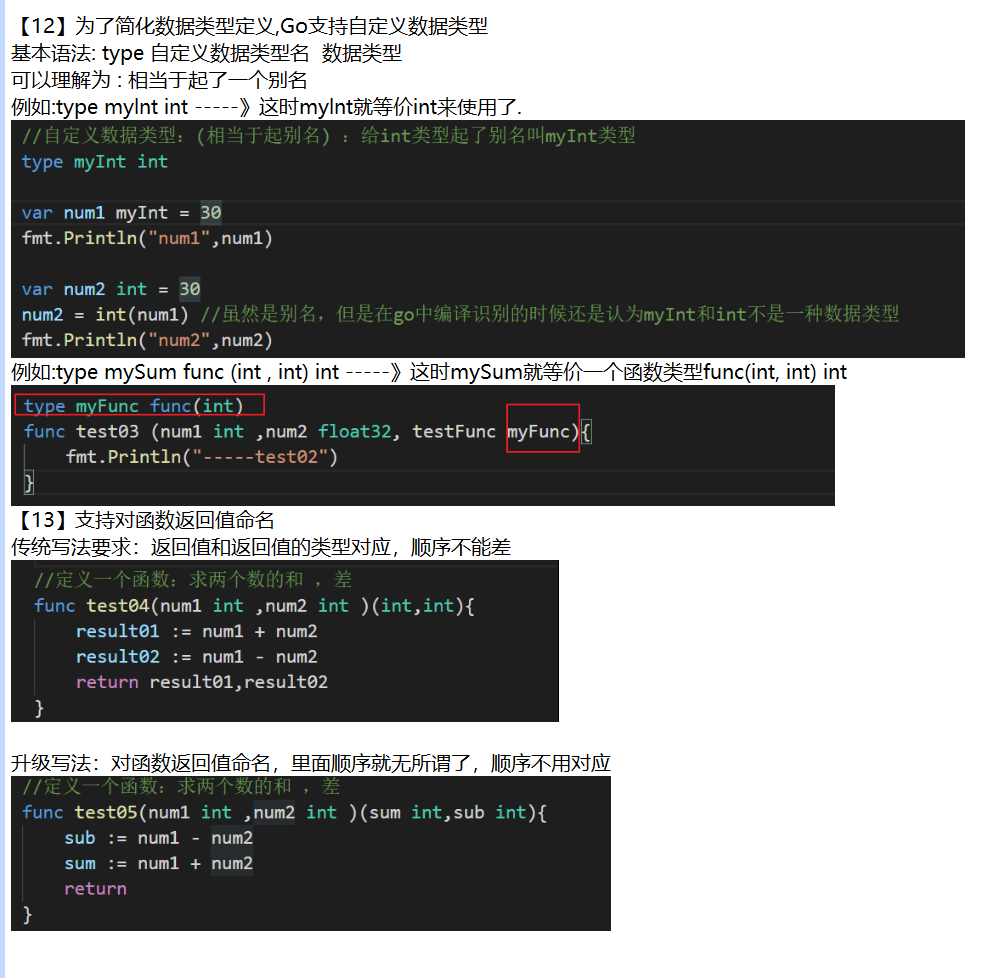 【12】为了简化数据类型定义,Go支持自定义数据类型
基本语法: type 自定义数据类型名  数据类型
可以理解为 : 相当于起了一个别名
例如:type mylnt int -----》这时mylnt就等价int来使用了.
//自定义数据类型：(相当于起别名) ：给int类型起了别名叫myInt类型
type myInt int
var num1 myInt = 30
fmt.Println("num1",num1)
var num2 int = 30
num2 = int(num1) //虽然是别名，但是在go中编译识别的时候还是认为myInt和int不是一种数据类型
fmt.Println("num2",num2)
例如:type mySum func (int , int) int -----》这时mySum就等价一个函数类型func(int, int) int
type myFunc func(int)
func test03 (num1 int ,num2 float32, testFunc myFunc){
fmt.Println("-----test02")
}
【13】支持对函数返回值命名
传统写法要求：返回值和返回值的类型对应，顺序不能差
//定义一个函数：求两个数的和 ，差
func test04(num1 int ,num2 int )(int,int){
result01 := num1 + num2
result02 := num1 - num2
return result01,result02
}
升级写法：对函数返回值命名，里面顺序就无所谓了，顺序不用对应
//定义一个函数：求两个数的和 ，差
func test05(num1 int ,num2 int )(sum int,sub int){
sub := num1 - num2
sum := num1 + num2
return
}